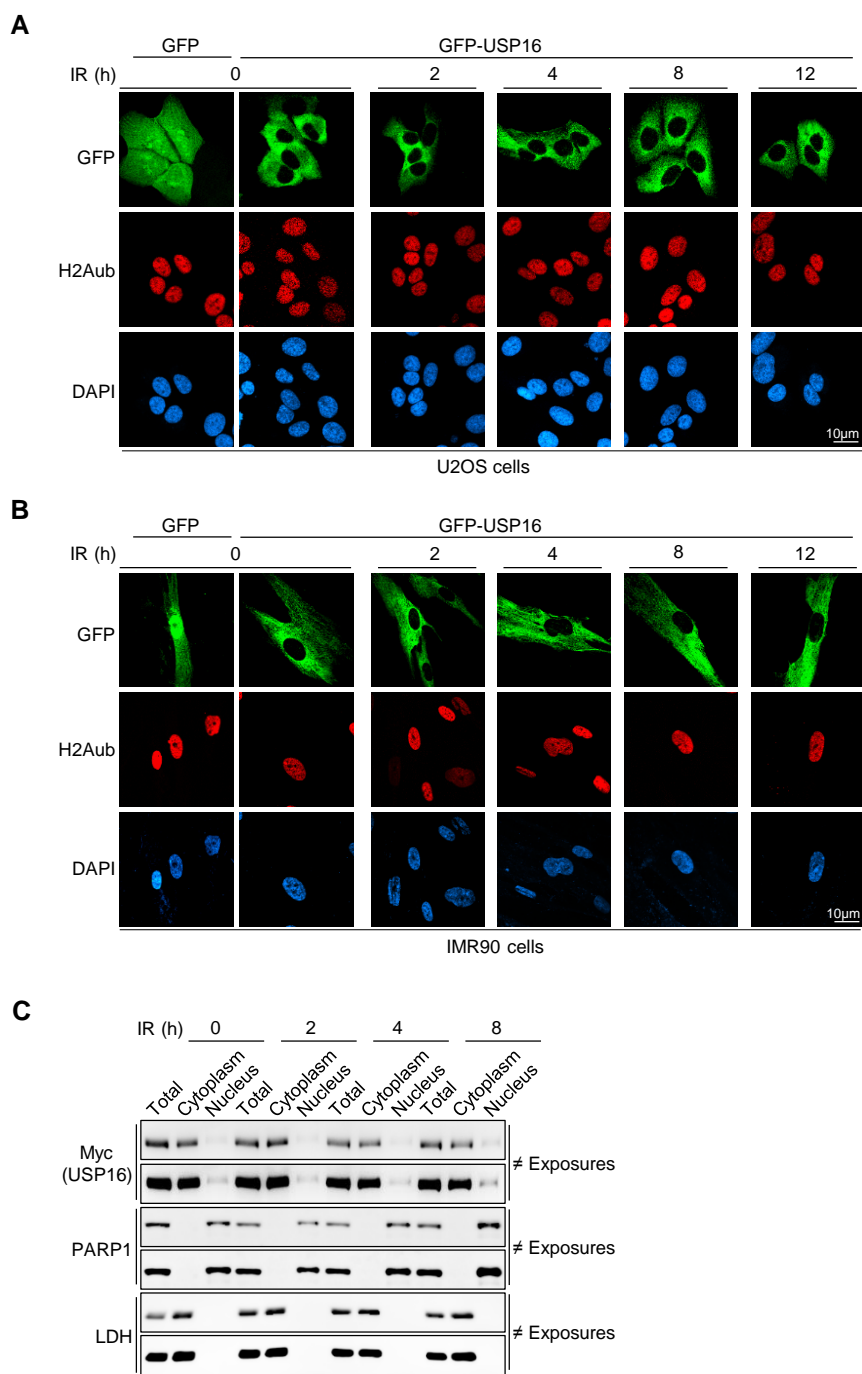 A
GFP GFP-USP16
IR (h) 0 2 4 8 12
GFP
H2Aub
DAPI
10µm
U2OS cells
B
GFP GFP-USP16
IR (h) 0 2 4 8 12
GFP
H2Aub
DAPI
10µm
IMR90 cells
C
IR (h) 0 2 4 8
Total Cytoplasm Nucleus Total Cytoplasm Nucleus Total Cytoplasm Nucleus Total Cytoplasm Nucleus
Myc
(USP16)
≠ Exposures
PARP1
≠ Exposures
LDH
≠ Exposures